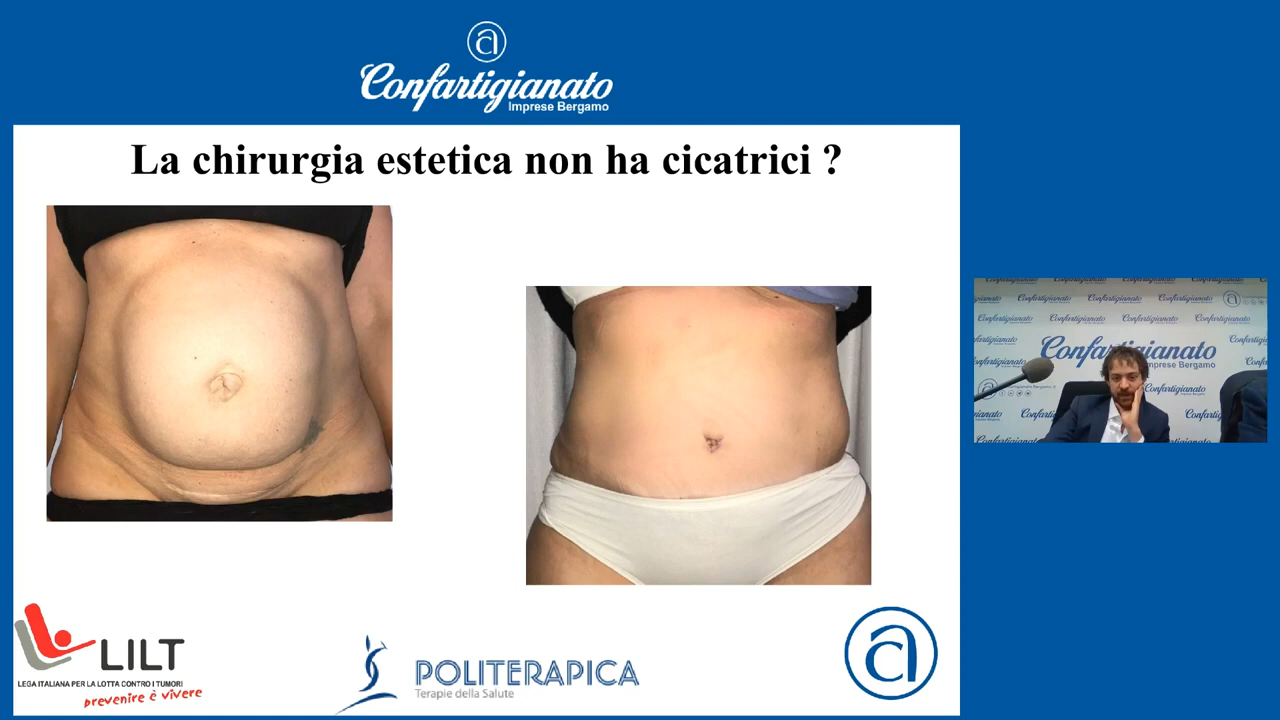 Confartigianato
Imprese Bergamo
La chirurgia estetica non ha cicatrici ?
Confartigianato
Imprese Bergamo
LILT
LEGA ITALIANA PER LA LOTTA CONTRO I TUMORI
prevenire è vivere
POLITERAPICA
Terapie della Salute